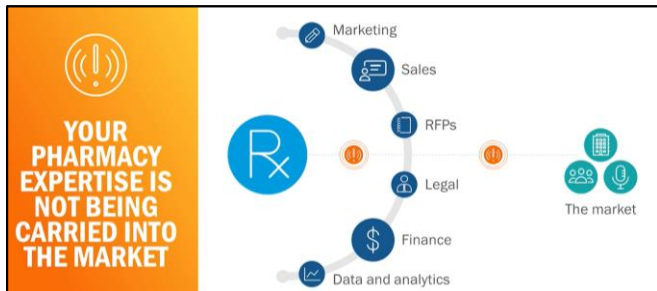 YOUR
PHARMACY
EXPERTISE IS
NOT BEING
CARRIED INTO
THE MARKET
Marketing
Sales
RFPs
Rx
Legal
The market
Finance
Data and analytics